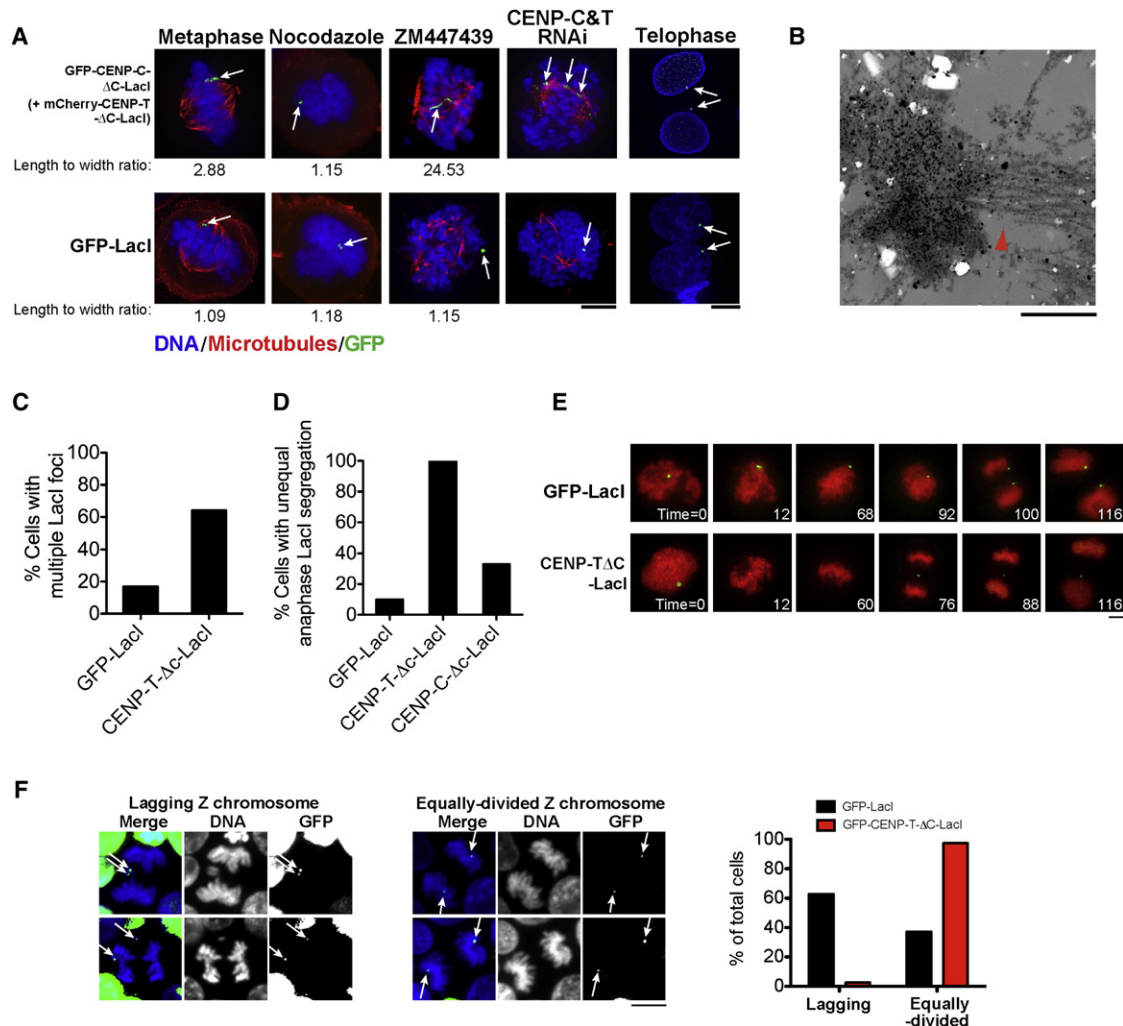 A
Metaphase
Nocodazole
ZM447439
CENP-C&T
RNAi
Telophase
GFP-CENP-C-
ΔC-LacI
(+ mCherry-CENP-T
-ΔC-LacI)
Length to width ratio:
2.88
1.15
24.53
GFP-LacI
Length to width ratio:
1.09
1.18
1.15
DNA/Microtubules/GFP
B
C
% Cells with
multiple LacI foci
100
80
60
40
20
0
GFP-LacI
CENP-T-Δc-LacI
D
% Cells with unequal
anaphase LacI segregation
100
80
60
40
20
0
GFP-LacI
CENP-T-Δc-LacI
CENP-C-Δc-LacI
E
GFP-LacI
Time=0
12
68
92
100
116
CENP-TΔC
-LacI
Time=0
12
60
76
88
116
F
Lagging Z chromosome
Merge
DNA
GFP
Equally-divided Z chromosome
Merge
DNA
GFP
GFP-LacI
GFP-CENP-T-ΔC-LacI
% of total cells
100
80
60
40
20
0
Lagging
Equally
-divided